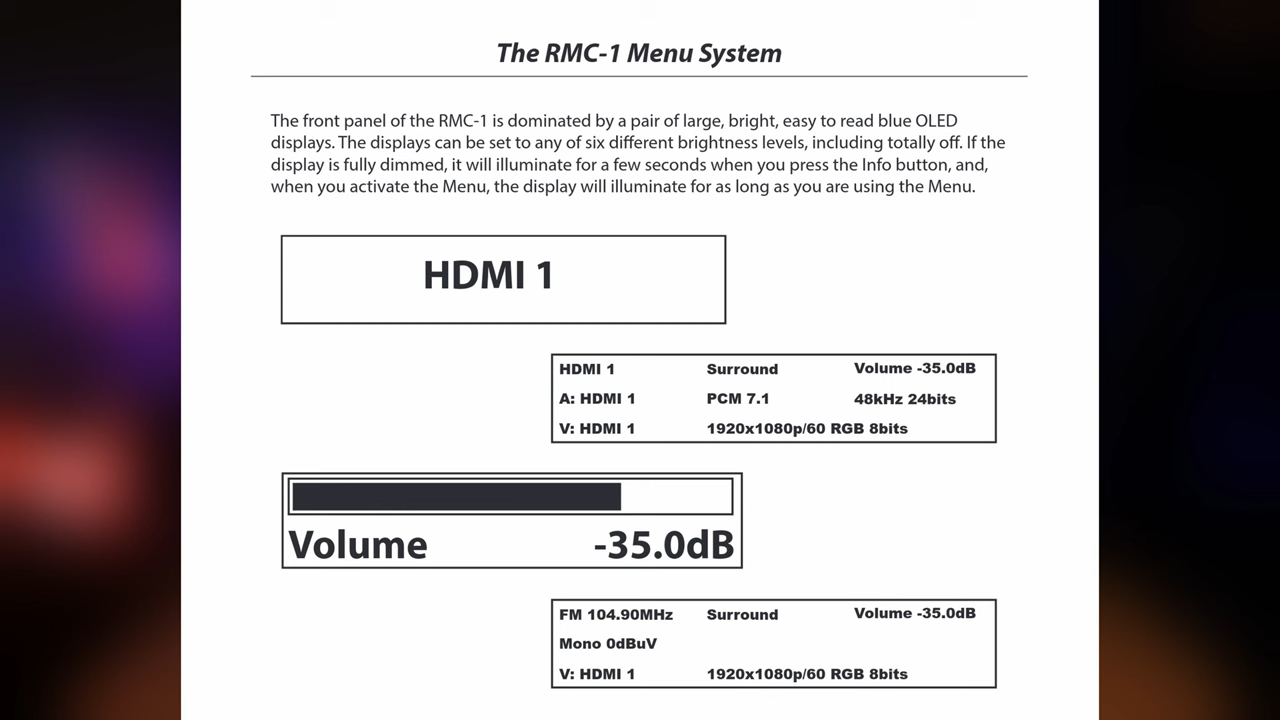 The RMC-1 Menu System
The front panel of the RMC-1 is dominated by a pair of large, bright, easy to read blue OLED
displays. The displays can be set to any of six different brightness levels, including totally off. If the
display is fully dimmed, it will illuminate for a few seconds when you press the Info button, and,
when you activate the Menu, the display will illuminate for as long as you are using the Menu.
HDMI 1
HDMI 1 Surround Volume -35.0dB
A: HDMI 1 PCM 7.1 48kHz 24bits
V: HDMI 1 1920x1080p/60 RGB 8bits
Volume -35.0dB
FM 104.90MHz Surround Volume -35.0dB
Mono 0dBuV
V: HDMI 1 1920x1080p/60 RGB 8bits